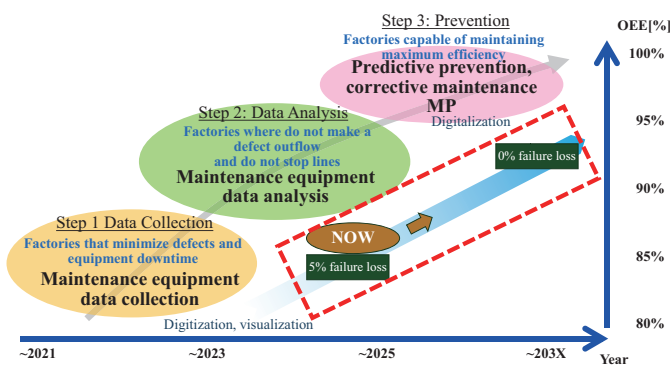 Step 3: Prevention
Factories capable of maintaining
maximum efficiency
Predictive prevention,
corrective maintenance
MP
Digitalization
OEE[%]
100%
95%
90%
85%
80%
Step 2: Data Analysis
Factories where do not make a
defect outflow
and do not stop lines
Maintenance equipment
data analysis
0% failure loss
Step 1 Data Collection
Factories that minimize defects and
equipment downtime
Maintenance equipment
data collection
NOW
5% failure loss
Digitization, visualization
~2021
~2023
~2025
~203X
Year